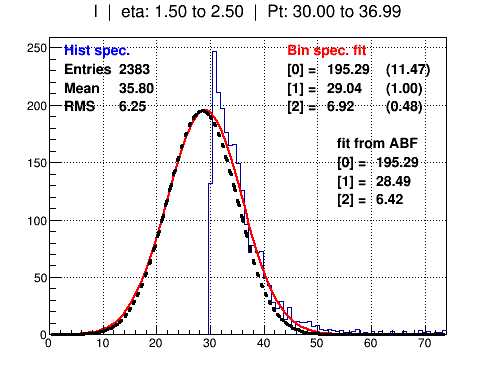 I | eta: 1.50 to 2.50 | Pt: 30.00 to 36.99
Hist spec.
Entries 2383
Mean 35.80
RMS 6.25
Bin spec. fit
[0] = 195.29 (11.47)
[1] = 29.04 (1.00)
[2] = 6.92 (0.48)
fit from ABF
[0] = 195.29
[1] = 28.49
[2] = 6.42
250
200
150
100
50
0
0 10 20 30 40 50 60 70